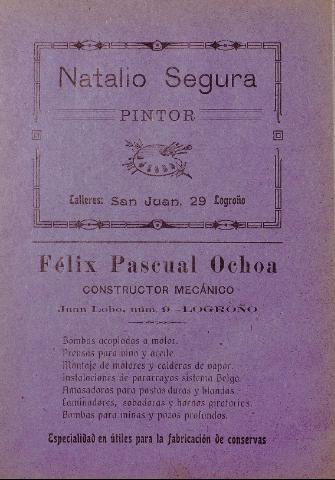 Natalio Segura
PINTOR
Talleres: San Juan, 29 Logroño
Félix Pascual Ochoa
CONSTRUCTOR MECÁNICO
Juan Lobo, núm. 9 -LOGROÑO
Bombas acopladas a motor.
Prensas para vino y aceite.
Montaje de motores y calderas de vapor.
Instalaciones de pararrayos sistema Belga.
Amasadoras para pastas duras y blandas.
Laminadores, sobadoras y hornos giratorios.
Bombas para minas y pozos profundos.
Especialidad en útiles para la fabricación de conservas